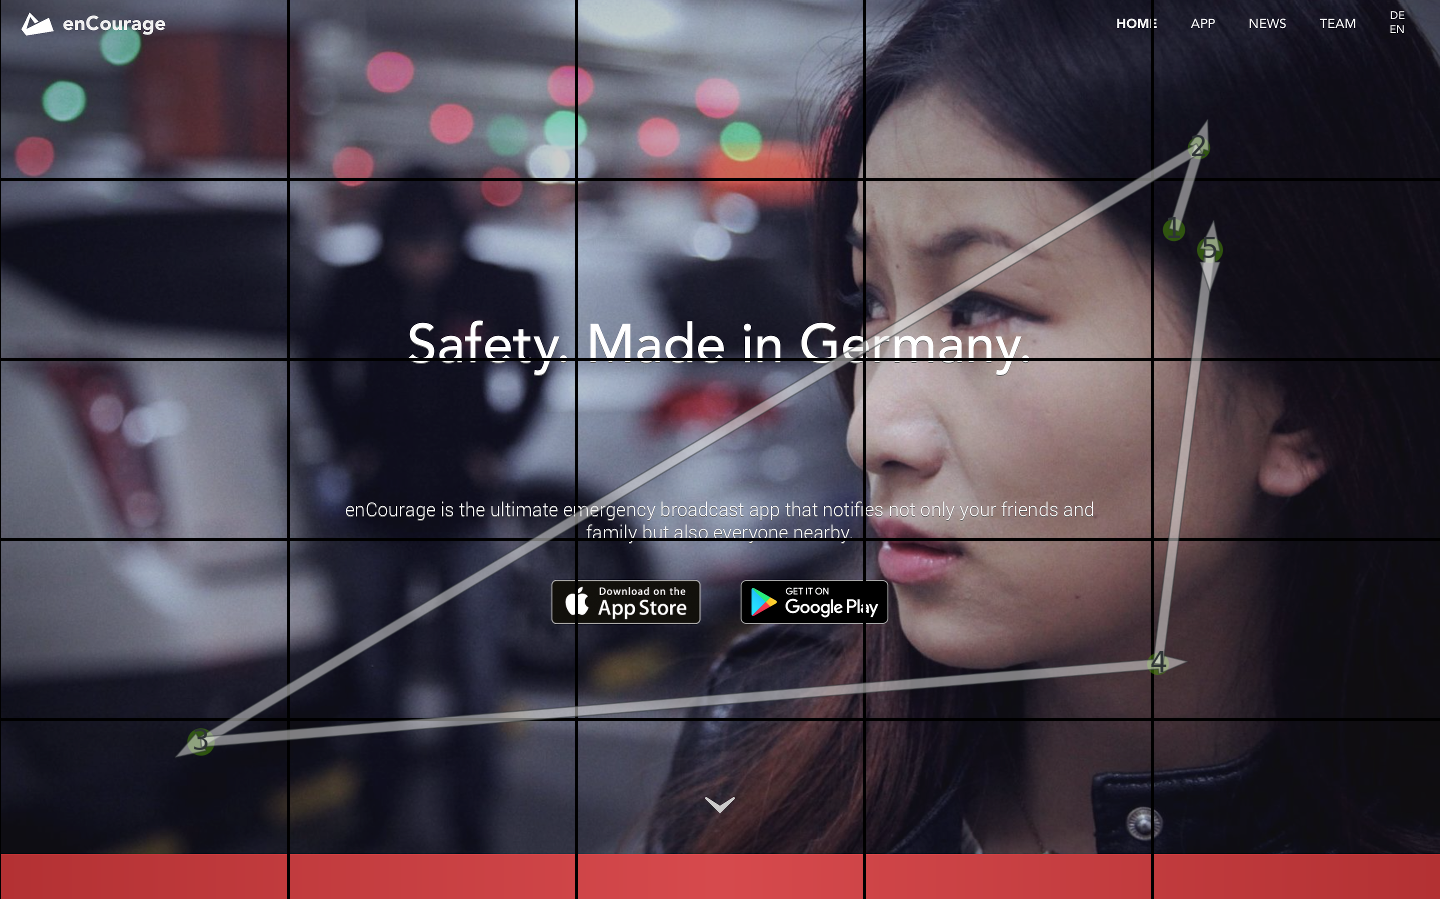 enCourage
HOME
APP
NEWS
TEAM
DE
EN
2
1
5
Safety. Made in Germany.
enCourage is the ultimate emergency broadcast app that notifies not only your friends and
family but also everyone nearby.
Download on the
App Store
GET IT ON
Google Play
4
3